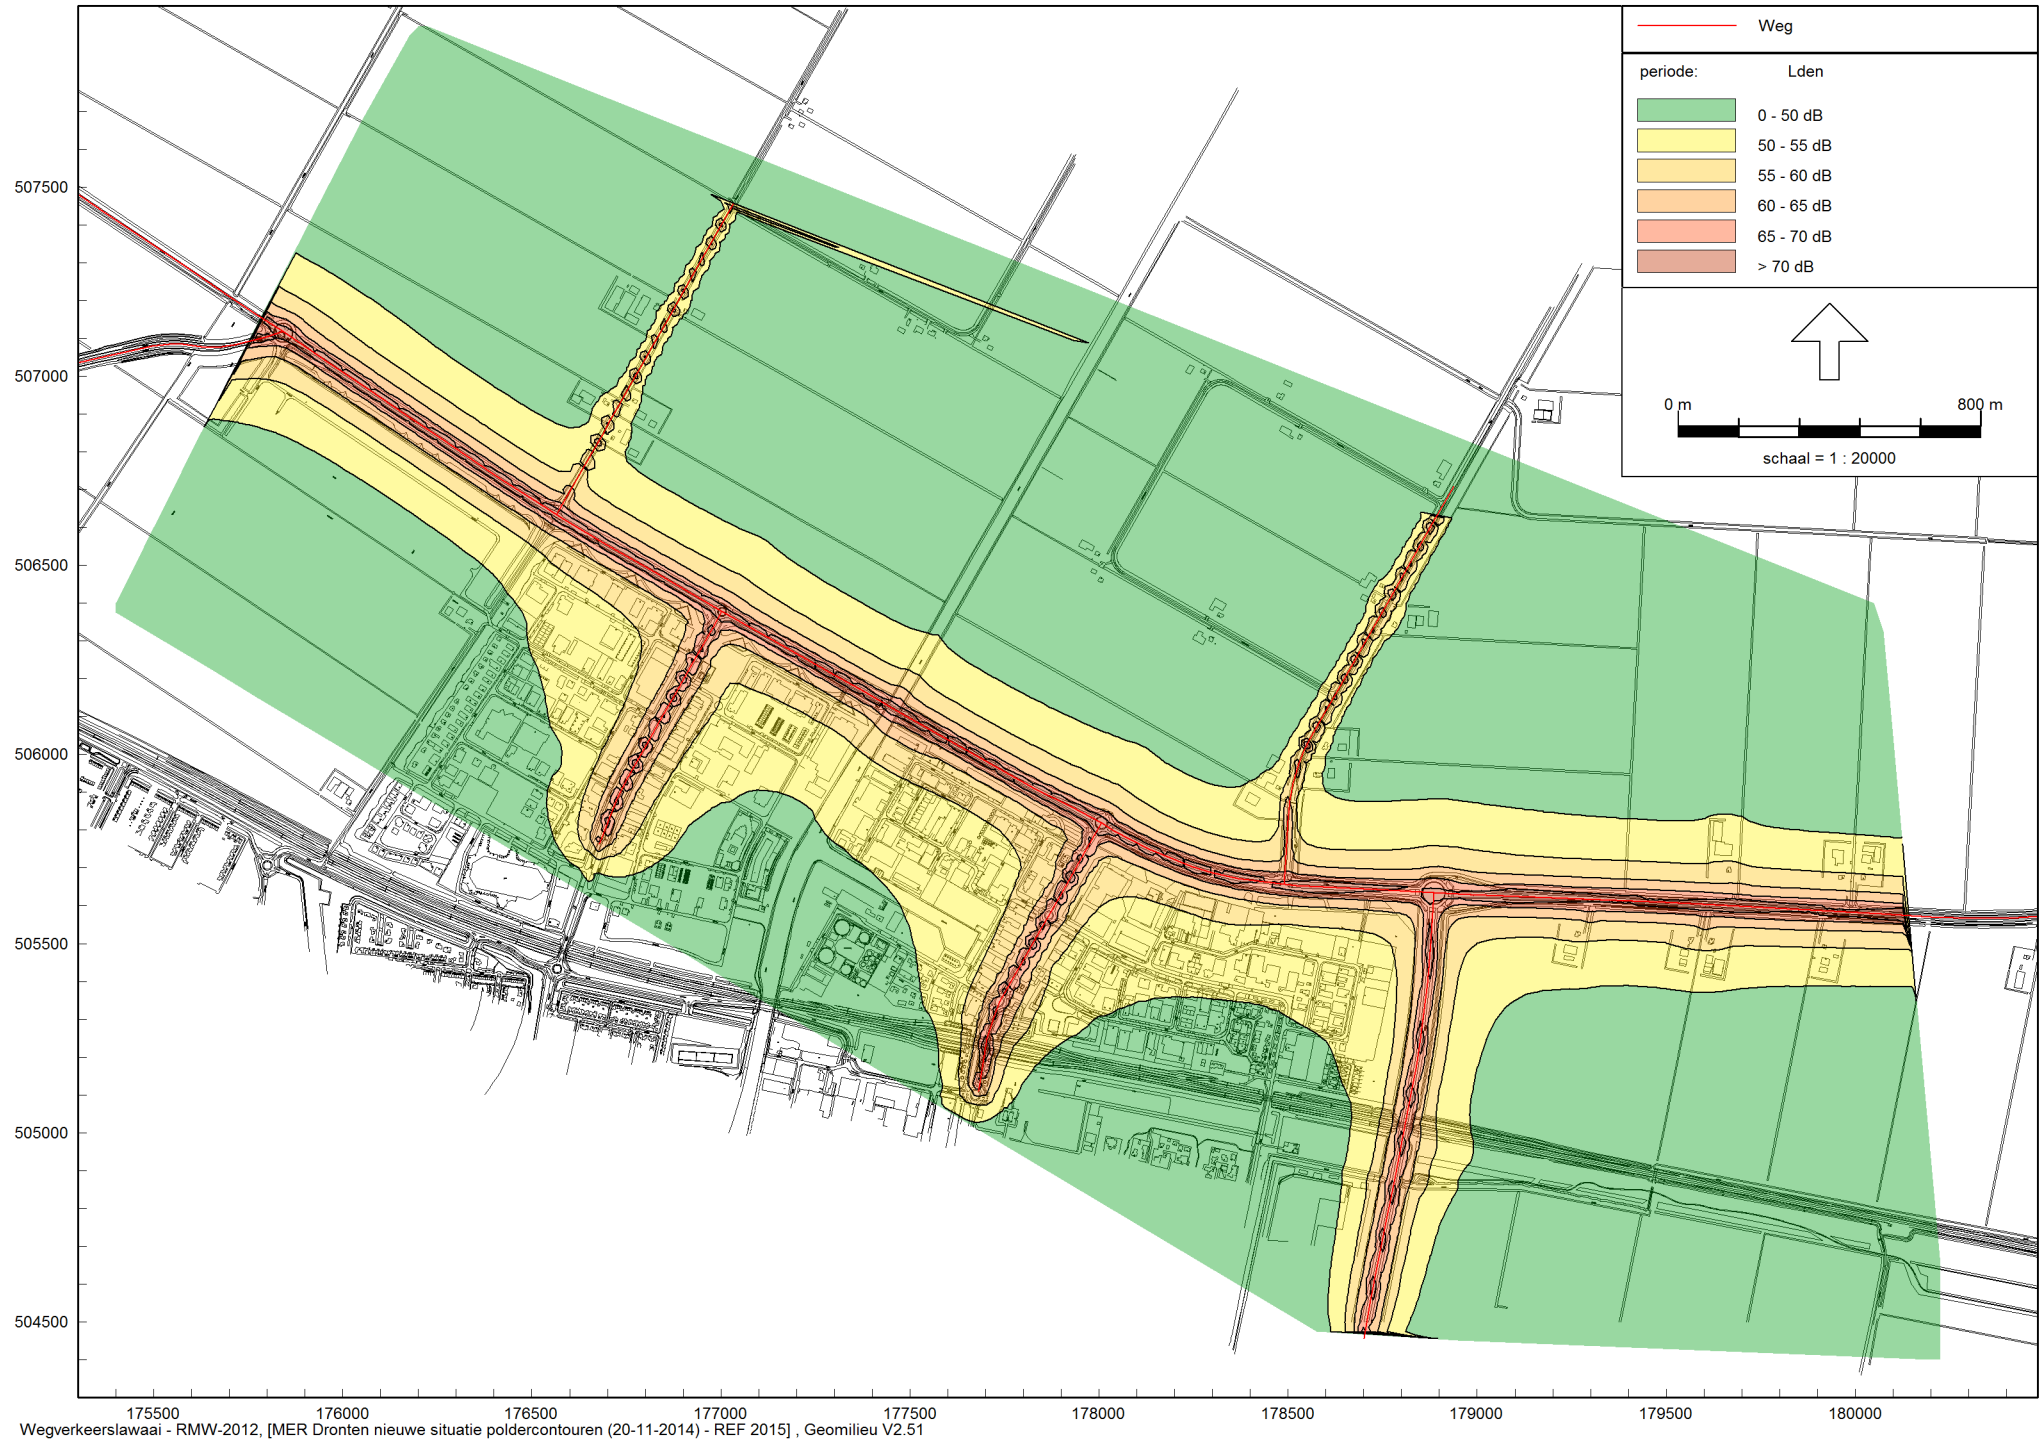 Weg
periode: Lden
0 - 50 dB
50 - 55 dB
55 - 60 dB
60 - 65 dB
65 - 70 dB
> 70 dB
0 m 800 m
schaal = 1 : 20000
507500
507000
506500
506000
505500
505000
504500
175500 176000 176500 177000 177500 178000 178500 179000 179500 180000
Wegverkeerslawaai - RMW-2012, [MER Dronten nieuwe situatie poldercontouren (20-11-2014) - REF 2015] , Geomilieu V2.51